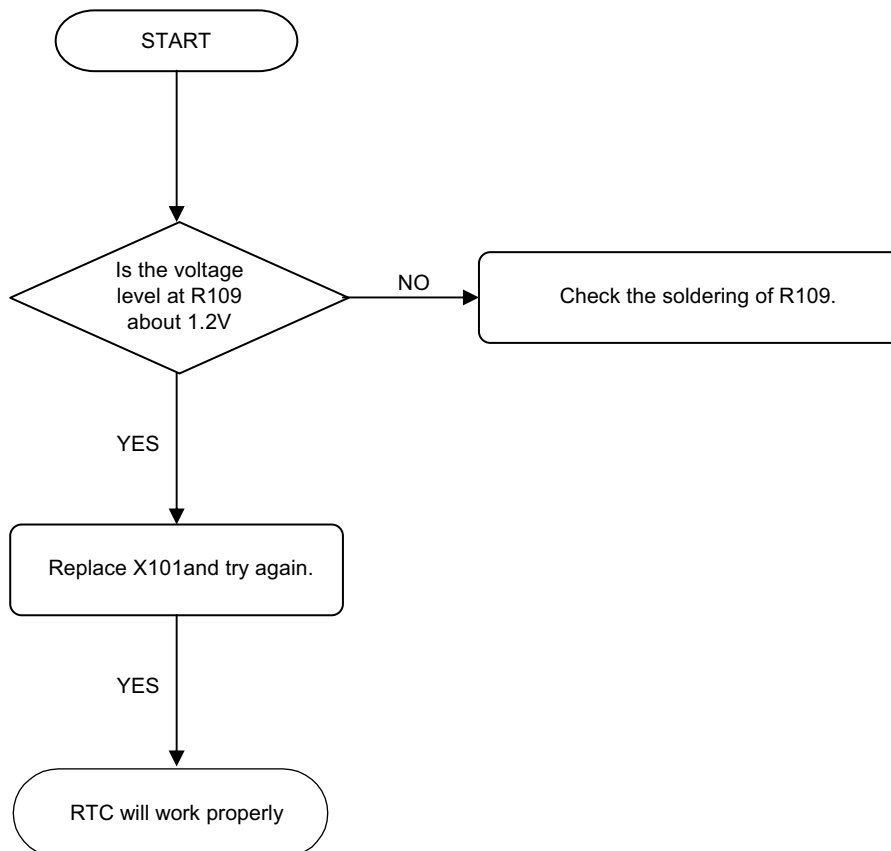 START
Is the voltage
level at R109
about 1.2V
NO
Check the soldering of R109.
YES
Replace X101and try again.
YES
RTC will work properly